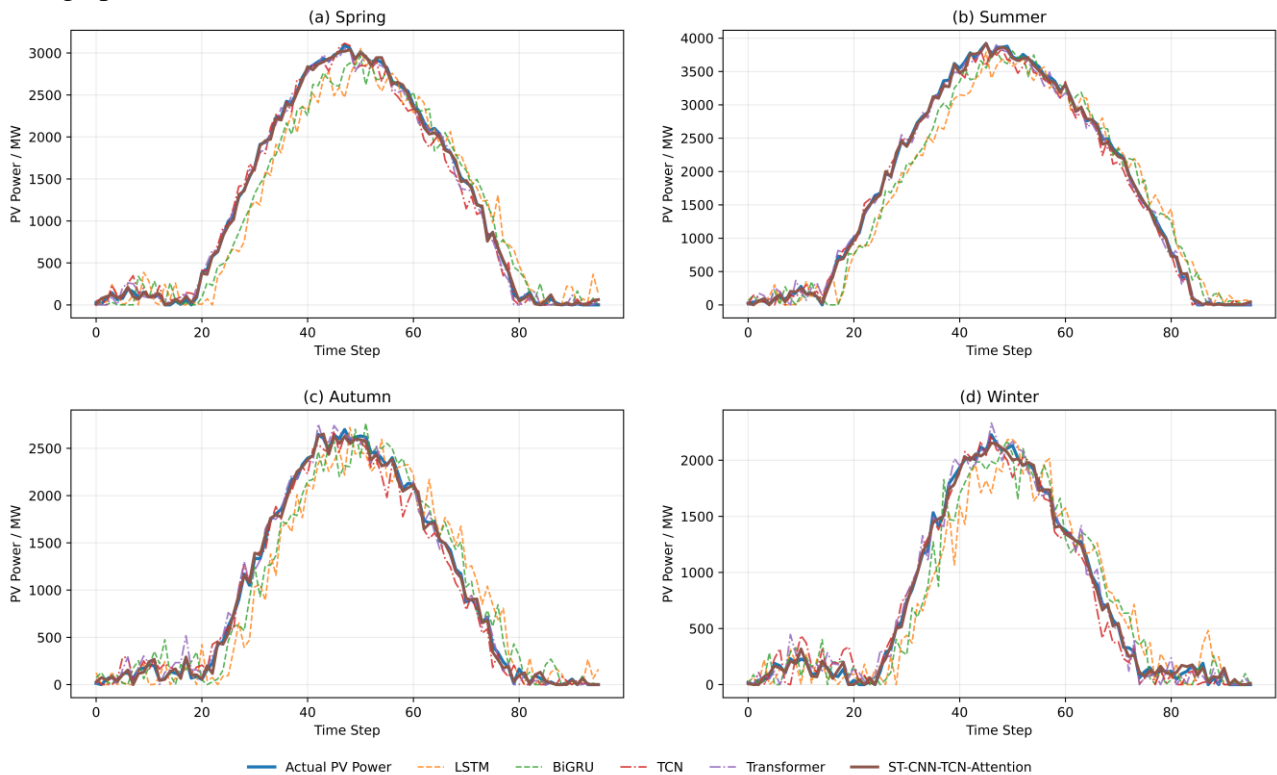 (a) Spring
PV Power / MW
3000
2500
2000
1500
1000
500
0
0 20 40 60 80
Time Step
(b) Summer
PV Power / MW
4000
3500
3000
2500
2000
1500
1000
500
0
0 20 40 60 80
Time Step
(c) Autumn
PV Power / MW
2500
2000
1500
1000
500
0
0 20 40 60 80
Time Step
(d) Winter
PV Power / MW
2000
1500
1000
500
0
0 20 40 60 80
Time Step
Actual PV Power LSTM BiGRU TCN Transformer ST-CNN-TCN-Attention